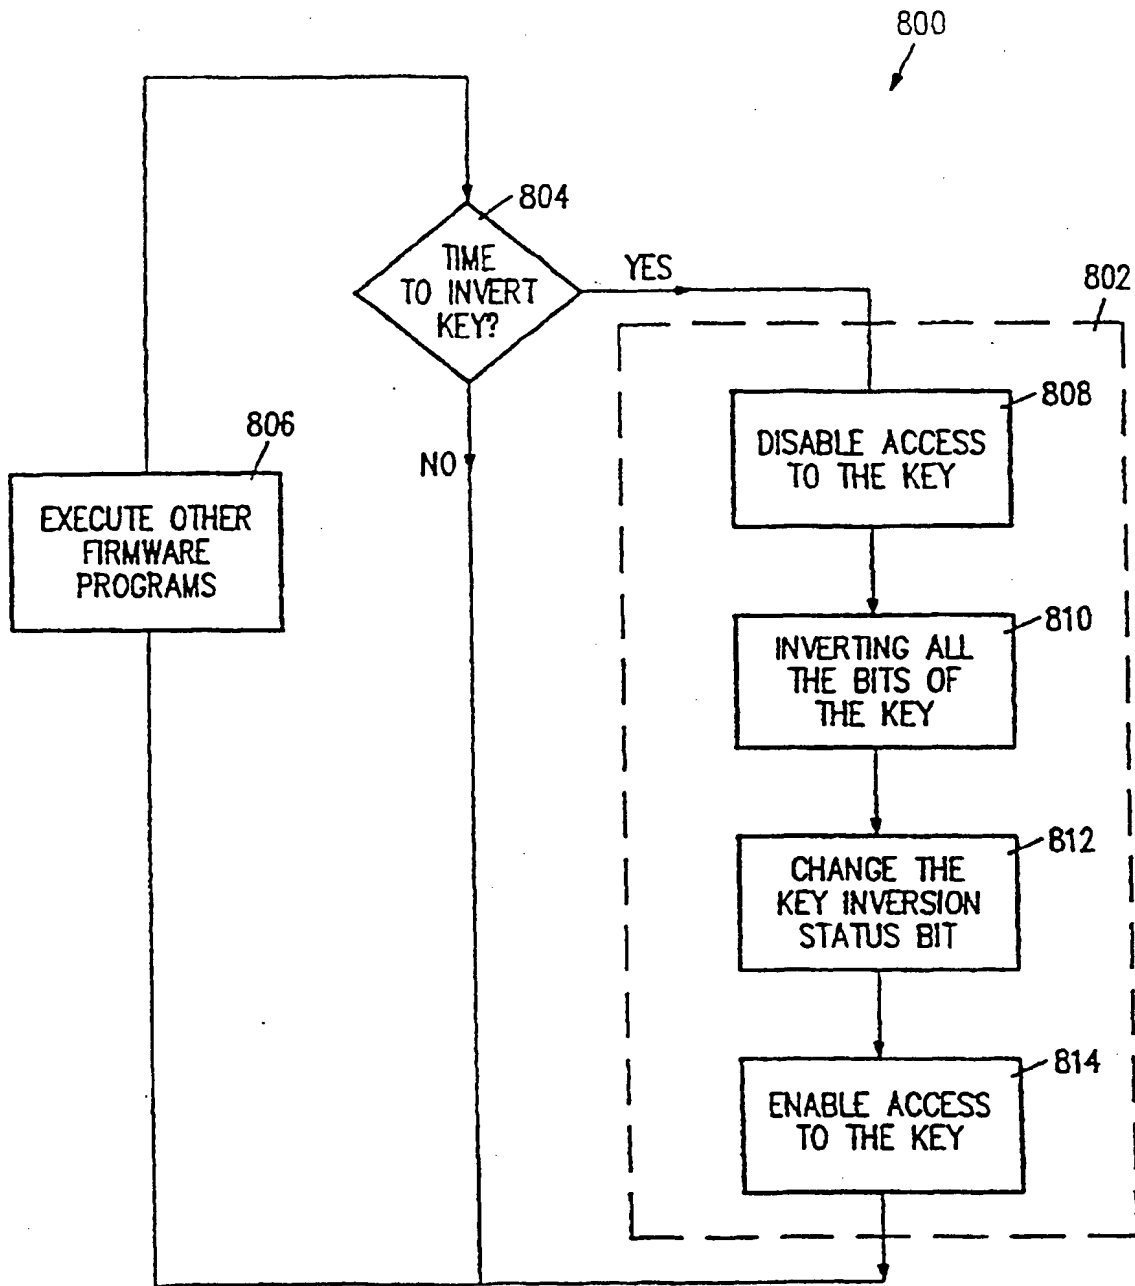 800
804
TIME
TO INVERT
KEY?
YES
802
NO
806
EXECUTE OTHER
FIRMWARE
PROGRAMS
808
DISABLE ACCESS
TO THE KEY
810
INVERTING ALL
THE BITS OF
THE KEY
812
CHANGE THE
KEY INVERSION
STATUS BIT
814
ENABLE ACCESS
TO THE KEY